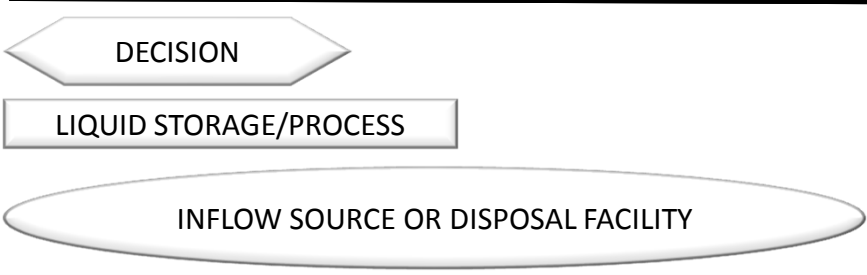 DECISION
LIQUID STORAGE/PROCESS
INFLOW SOURCE OR DISPOSAL FACILITY